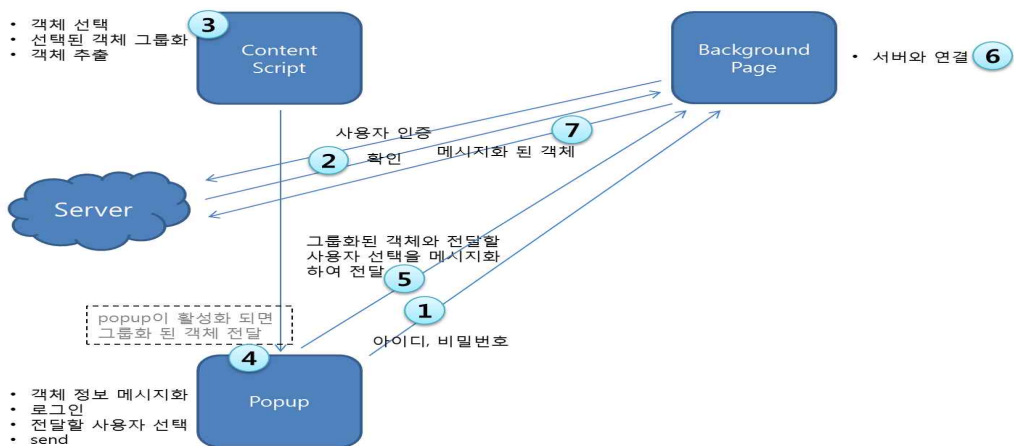 • 객체 선택
• 선택된 객체 그룹화
• 객체 추출
3
Content
Script
Background
Page
• 서버와 연결
6
사용자 인증
7
2
확인
메시지화 된 객체
Server
그룹화된 객체와 전달할
사용자 선택을 메시지화
하여 전달
5
1
popup이 활성화 되면
그룹화 된 객체 전달
아이디, 비밀번호
4
• 객체 정보 메시지화
• 로그인
• 전달할 사용자 선택
• send
Popup